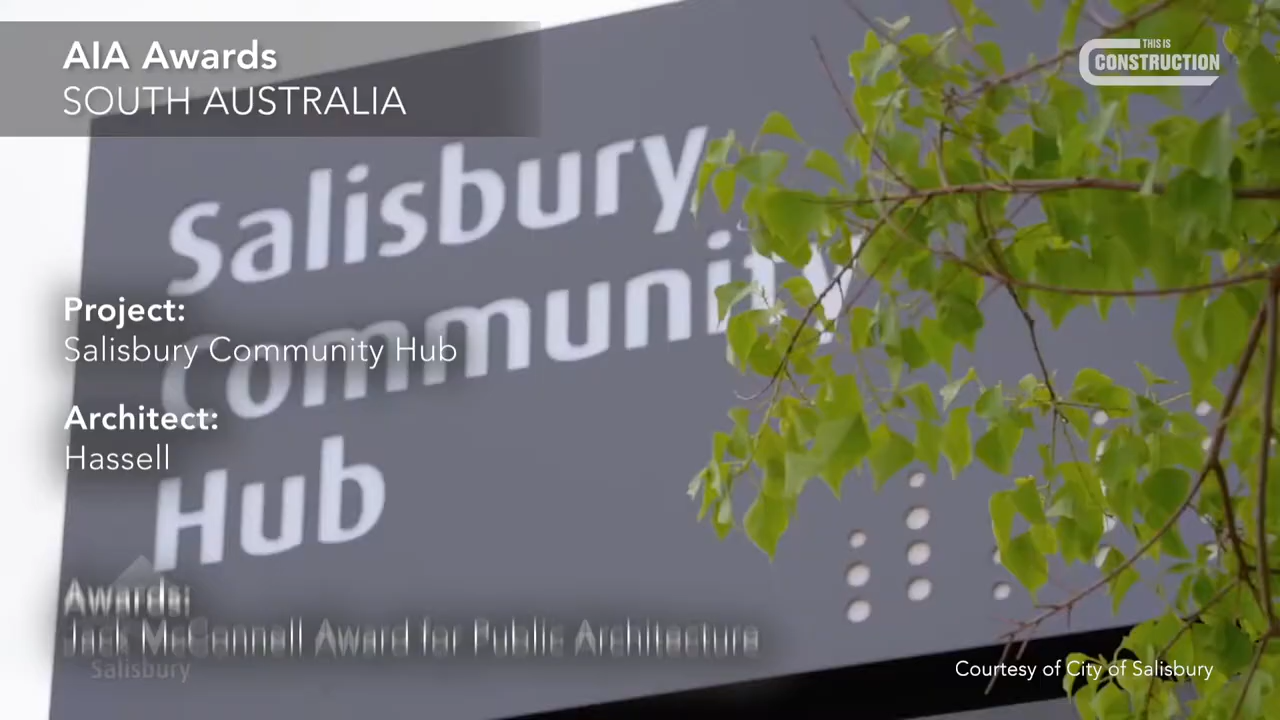 AIA Awards
SOUTH AUSTRALIA
THIS IS
CONSTRUCTION
Salisbury
Community
Hub
Project:
Salisbury Community Hub
Architect:
Hassell
Awards:
Jack McConnell Award for Public Architecture
Salisbury
Courtesy of City of Salisbury